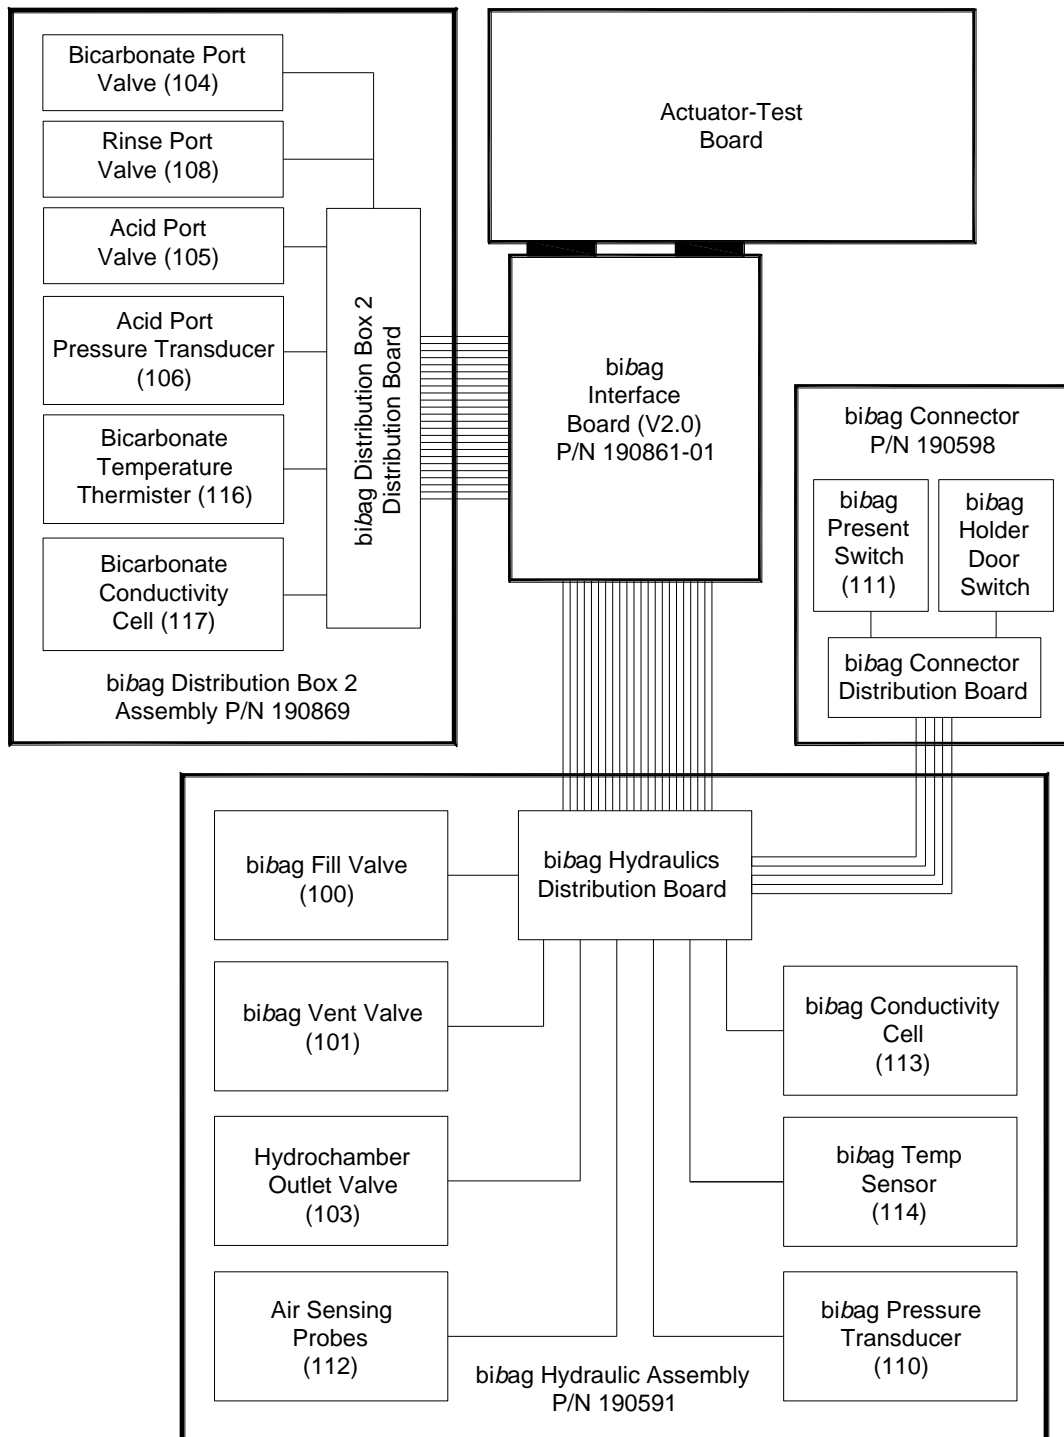 Bicarbonate Port
Valve (104)
Rinse Port
Valve (108)
Acid Port
Valve (105)
Acid Port
Pressure Transducer
(106)
Bicarbonate
Temperature
Thermister (116)
Bicarbonate
Conductivity
Cell (117)
bibag Distribution Box 2
Distribution Board
bibag Distribution Box 2
Assembly P/N 190869
Actuator-Test
Board
bibag
Interface
Board (V2.0)
P/N 190861-01
bibag Connector
P/N 190598
bibag
Present
Switch
(111)
bibag
Holder
Door
Switch
bibag Connector
Distribution Board
bibag Fill Valve
(100)
bibag Hydraulics
Distribution Board
bibag Vent Valve
(101)
bibag Conductivity
Cell
(113)
Hydrochamber
Outlet Valve
(103)
bibag Temp
Sensor
(114)
Air Sensing
Probes
(112)
bibag Pressure
Transducer
(110)
bibag Hydraulic Assembly
P/N 190591